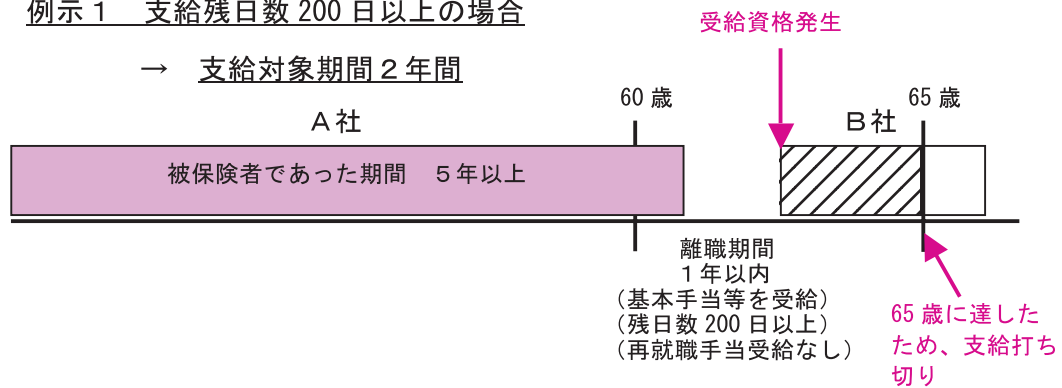 例示１　支給残日数 200 日以上の場合
→　支給対象期間２年間
受給資格発生
60 歳
65 歳
Ａ社
Ｂ社
被保険者であった期間　５年以上
離職期間
１年以内
（基本手当等を受給）
（残日数 200 日以上）
（再就職手当受給なし）
65 歳に達した
ため、支給打ち
切り